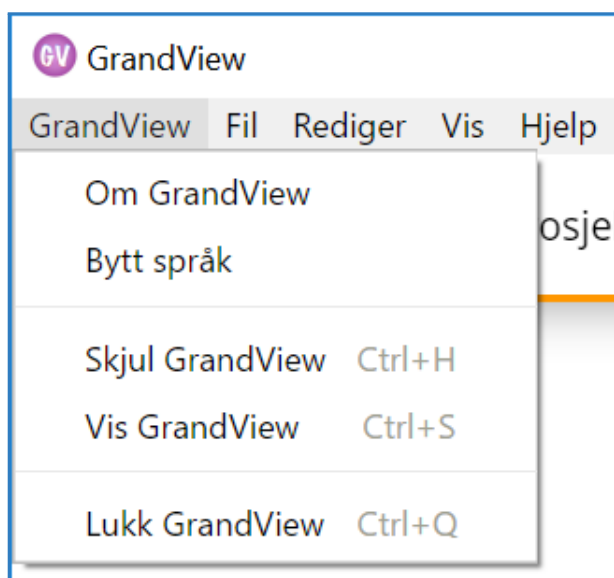 GV GrandView
GrandView Fil Rediger Vis Hjelp
Om GrandView
osje
Bytt språk
Skjul GrandView Ctrl+H
Vis GrandView Ctrl+S
Lukk GrandView Ctrl+Q